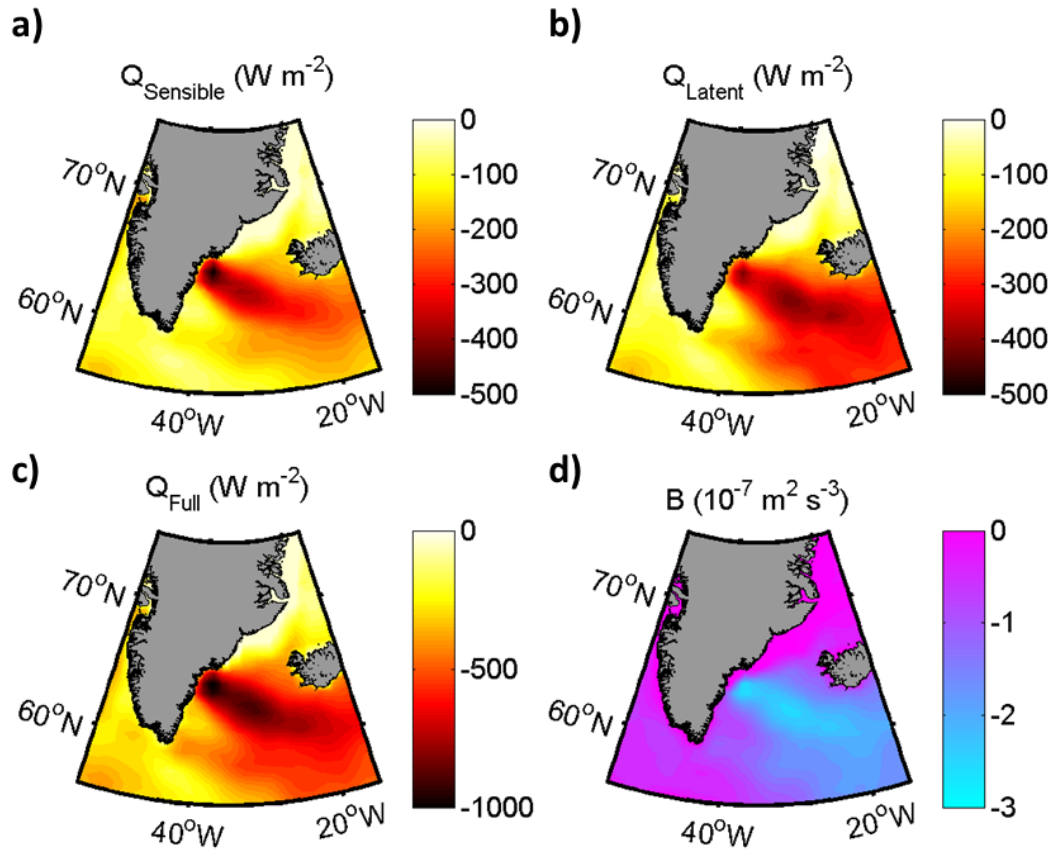 a)
Q_Sensible (W m⁻²)
0
-100
-200
-300
-400
-500
70°N
60°N
40°W
20°W
b)
Q_Latent (W m⁻²)
0
-100
-200
-300
-400
-500
70°N
60°N
40°W
20°W
c)
Q_Full (W m⁻²)
0
-500
-1000
70°N
60°N
40°W
20°W
d)
B (10⁻⁷ m² s⁻³)
0
-1
-2
-3
70°N
60°N
40°W
20°W